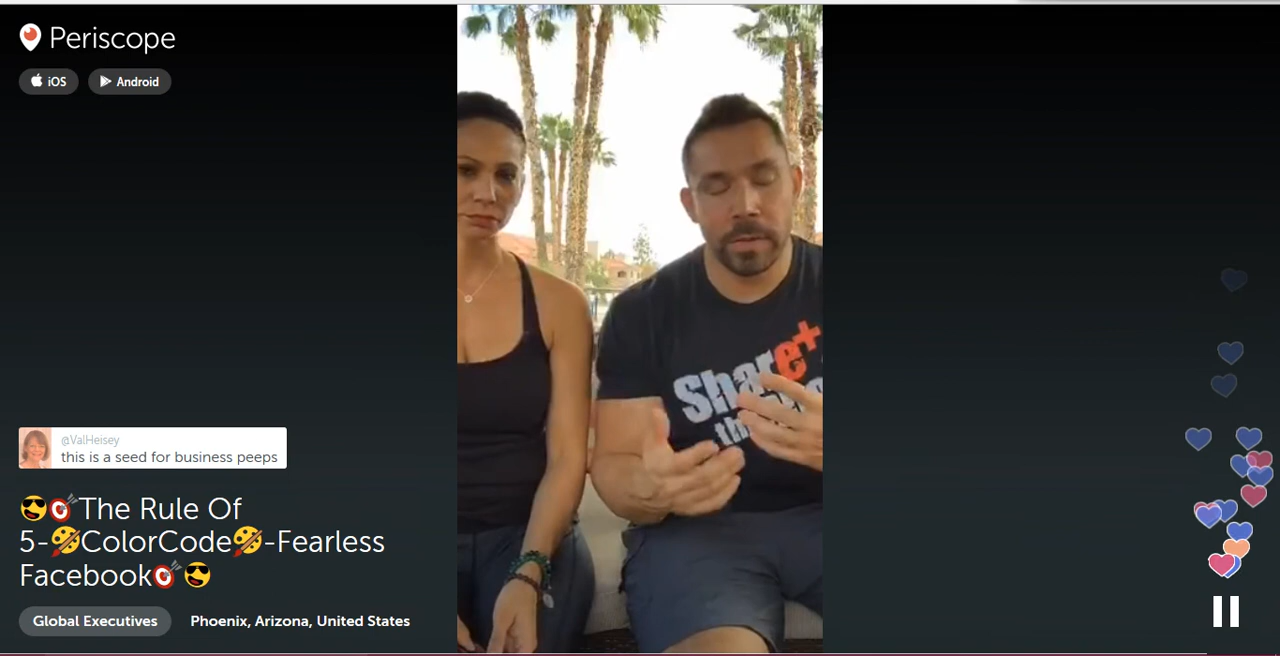 Periscope
iOS
Android
Share+
@ValHeisey
this is a seed for business peeps
😎🎯The Rule Of
5-🎨ColorCode🎨-Fearless
Facebook🎯😎
Global Executives
Phoenix, Arizona, United States